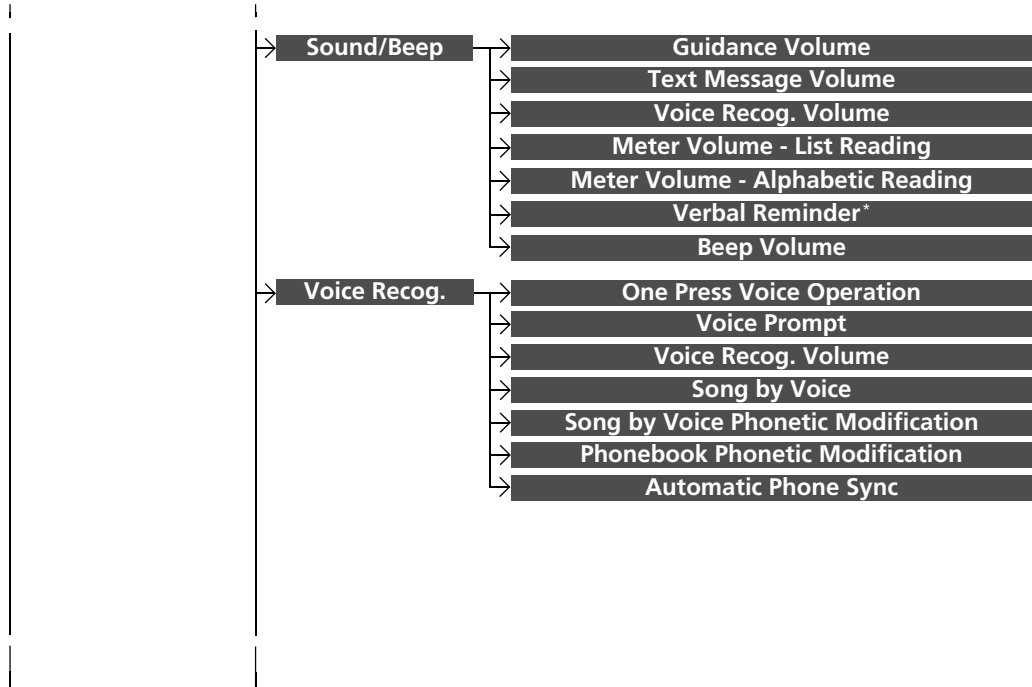 Sound/Beep
Guidance Volume
Text Message Volume
Voice Recog. Volume
Meter Volume - List Reading
Meter Volume - Alphabetic Reading
Verbal Reminder*
Beep Volume
Voice Recog.
One Press Voice Operation
Voice Prompt
Voice Recog. Volume
Song by Voice
Song by Voice Phonetic Modification
Phonebook Phonetic Modification
Automatic Phone Sync